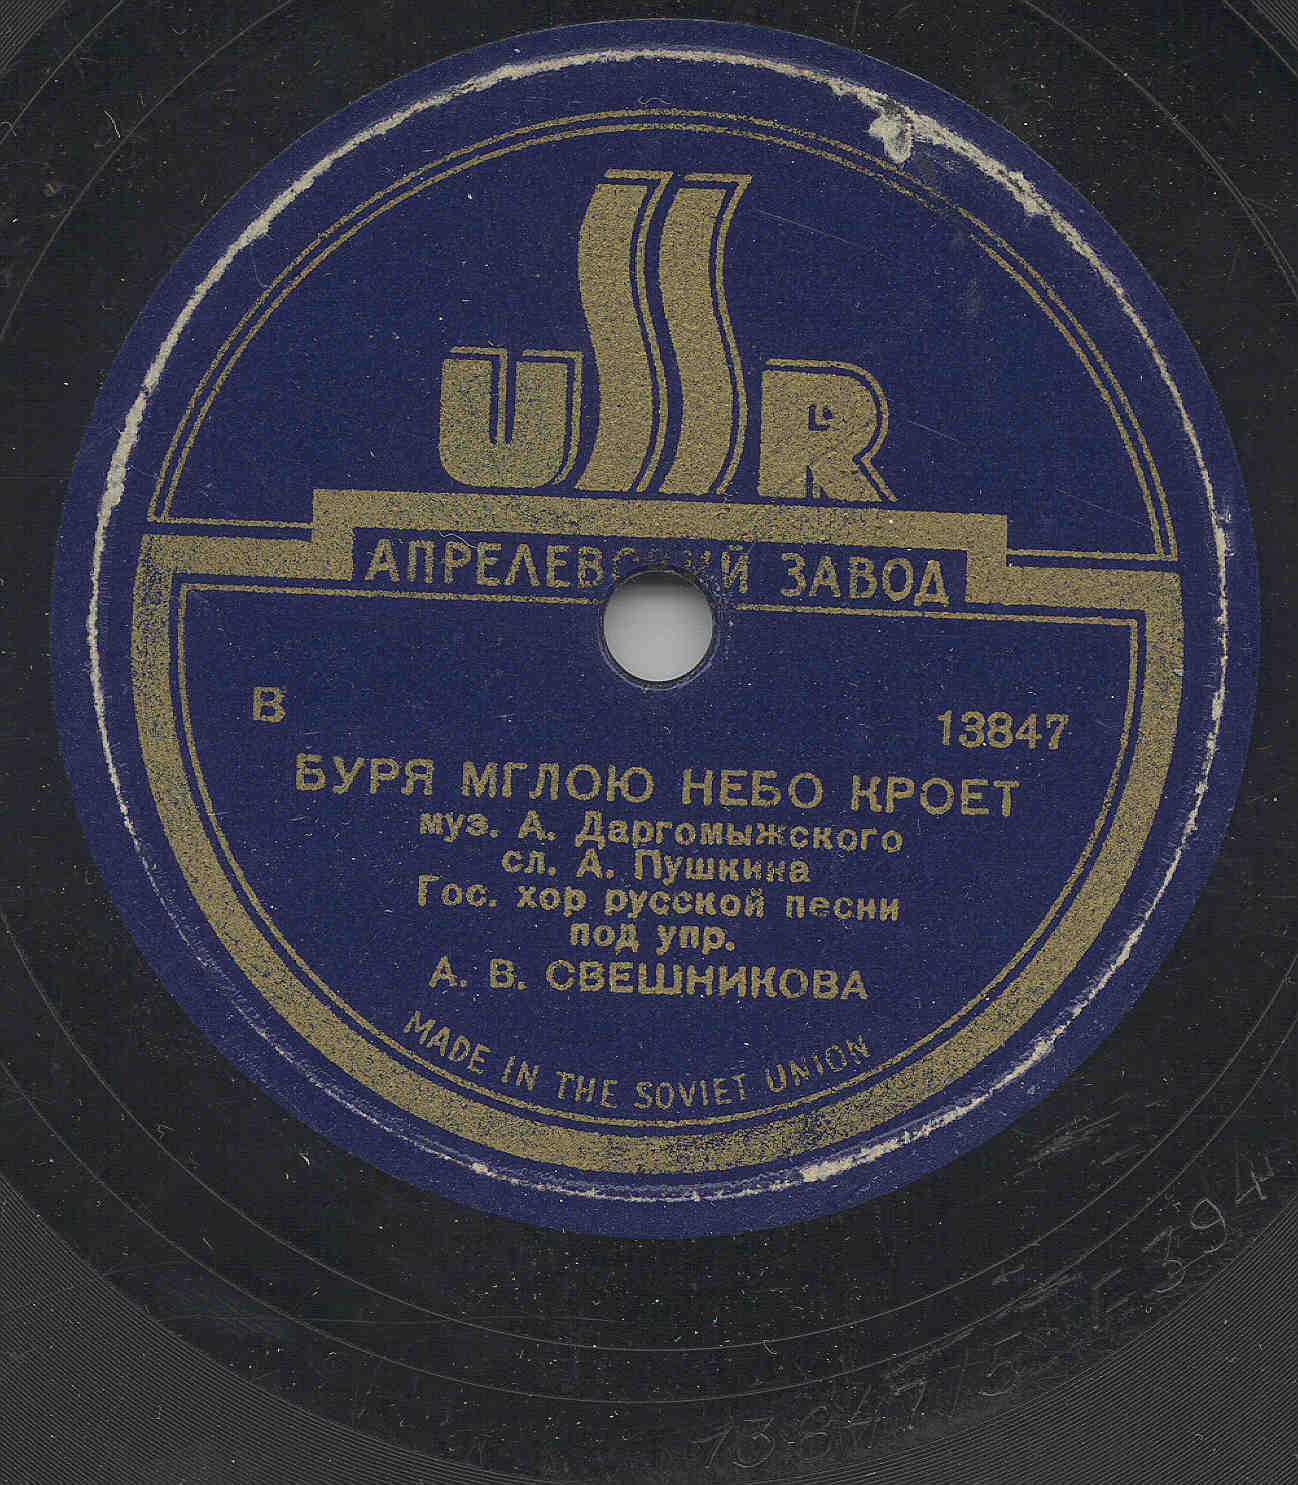 USSR
АПРЕЛЕВСКИЙ ЗАВОД
В 13847
БУРЯ МГЛОЮ НЕБО КРОЕТ
муз. А. Даргомыжского
сл. А. Пушкина
Гос. хор русской песни
под упр.
А. В. СВЕШНИКОВА
MADE IN THE SOVIET UNION